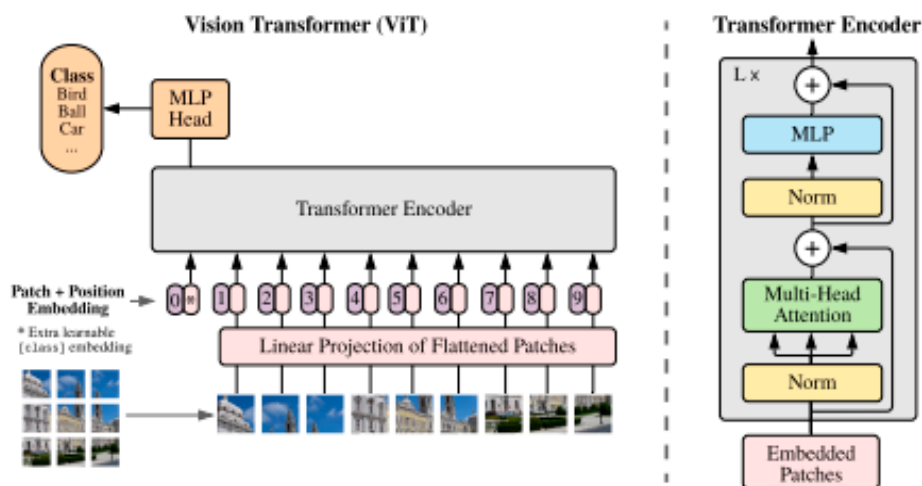 Vision Transformer (ViT)
Class
Bird
Ball
Car
...
MLP
Head
Transformer Encoder
Patch + Position
Embedding
0 * 1 2 3 4 5 6 7 8 9
* Extra learnable
[class] embedding
Linear Projection of Flattened Patches
Transformer Encoder
L ×
+
MLP
Norm
+
Multi-Head
Attention
Norm
Embedded
Patches